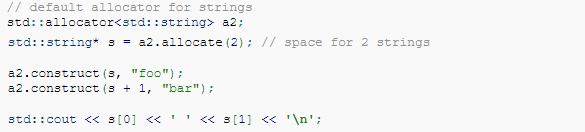 // default allocator for strings
std::allocator<std::string> a2;
std::string* s = a2.allocate(2); // space for 2 strings
a2.construct(s, "foo");
a2.construct(s + 1, "bar");
std::cout << s[0] << ' ' << s[1] << '\n';